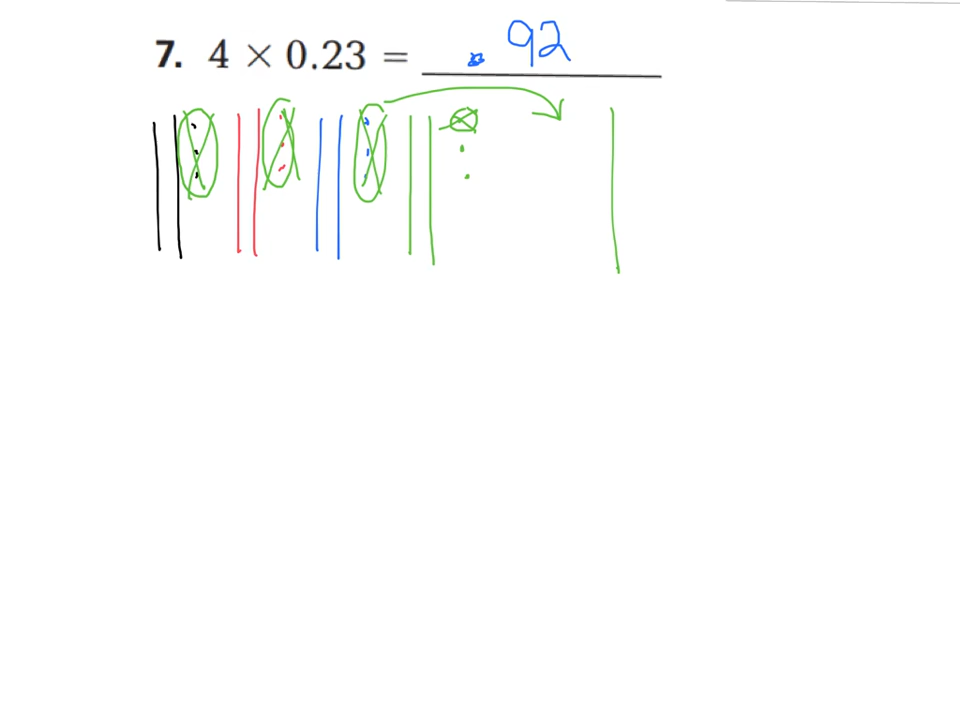 7. 4 × 0.23 = .92